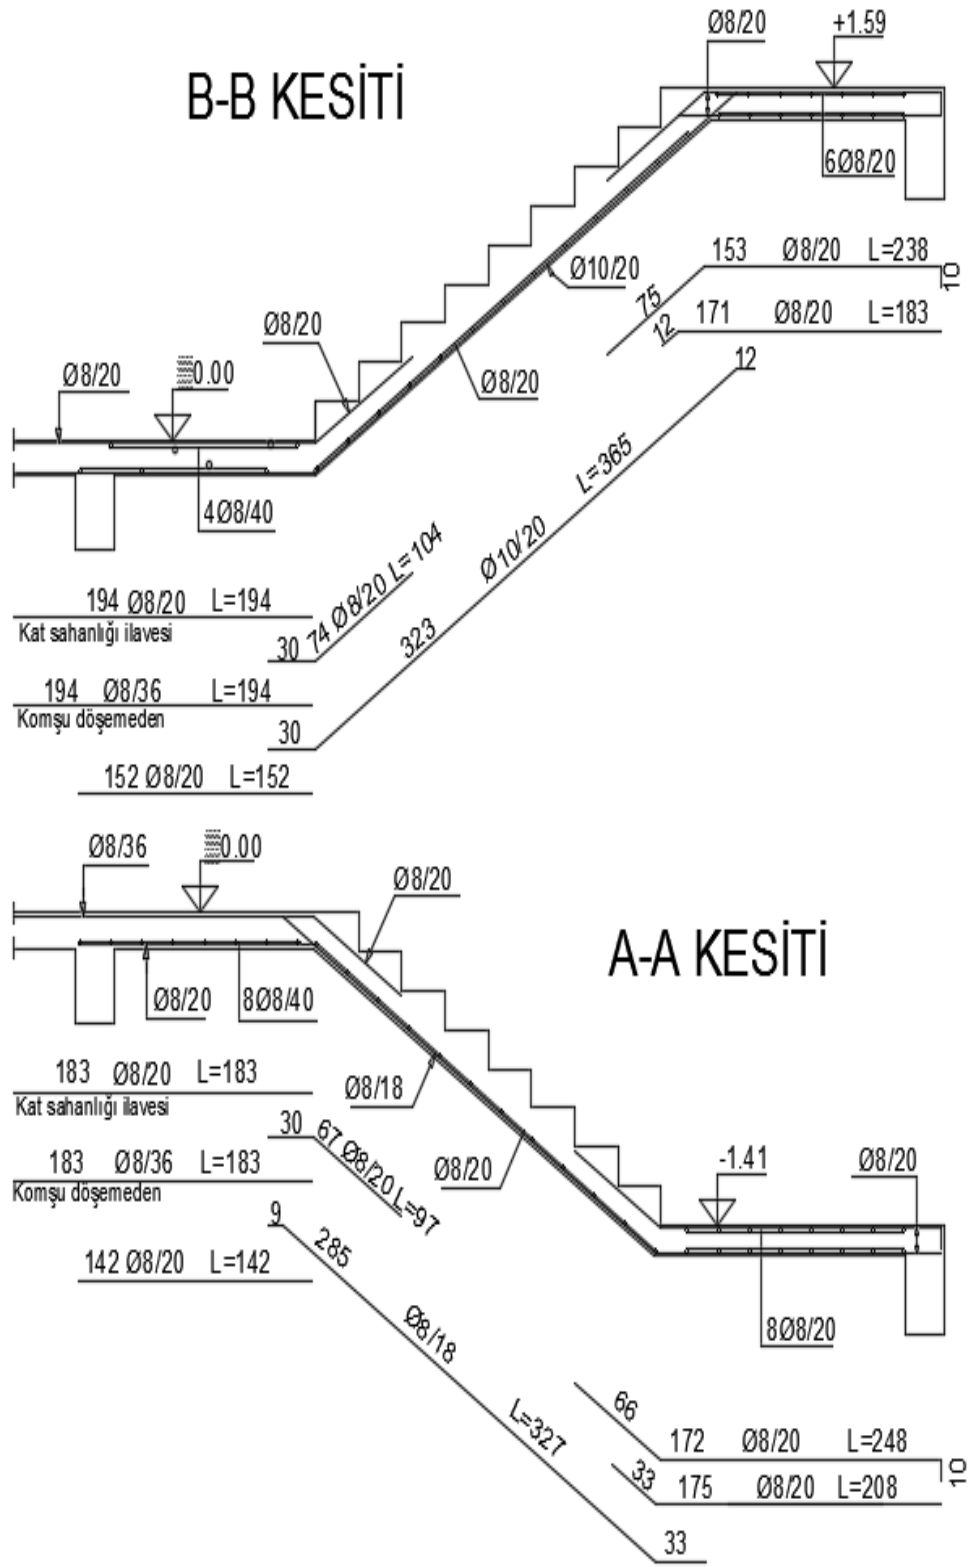 B-B KESİTİ
Ø8/20
+1.59
6Ø8/20
Ø10/20
153 Ø8/20 L=238
10
75
12 171 Ø8/20 L=183
Ø8/20
Ø8/20
0.00
Ø8/20
4Ø8/40
12
L=365
Ø10/20
323
30
194 Ø8/20 L=194
Kat sahanlığı ilavesi
30 74 Ø8/20 L=104
194 Ø8/36 L=194
Komşu döşemeden
152 Ø8/20 L=152
Ø8/36
0.00
Ø8/20
A-A KESİTİ
Ø8/20
8Ø8/40
Ø8/18
Ø8/20
183 Ø8/20 L=183
Kat sahanlığı ilavesi
30 67 Ø8/20 L=97
183 Ø8/36 L=183
Komşu döşemeden
142 Ø8/20 L=142
-1.41
Ø8/20
8Ø8/20
9
285
Ø8/18
L=327
33
66
172 Ø8/20 L=248
10
33 175 Ø8/20 L=208